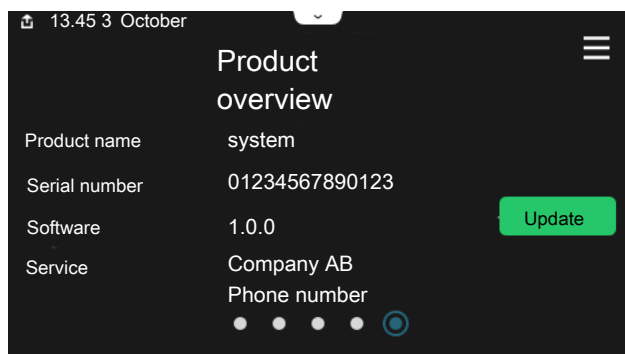 13.45 3 October
Product
overview
Product name system
Serial number 01234567890123
Software 1.0.0
Update
Service Company AB
Phone number